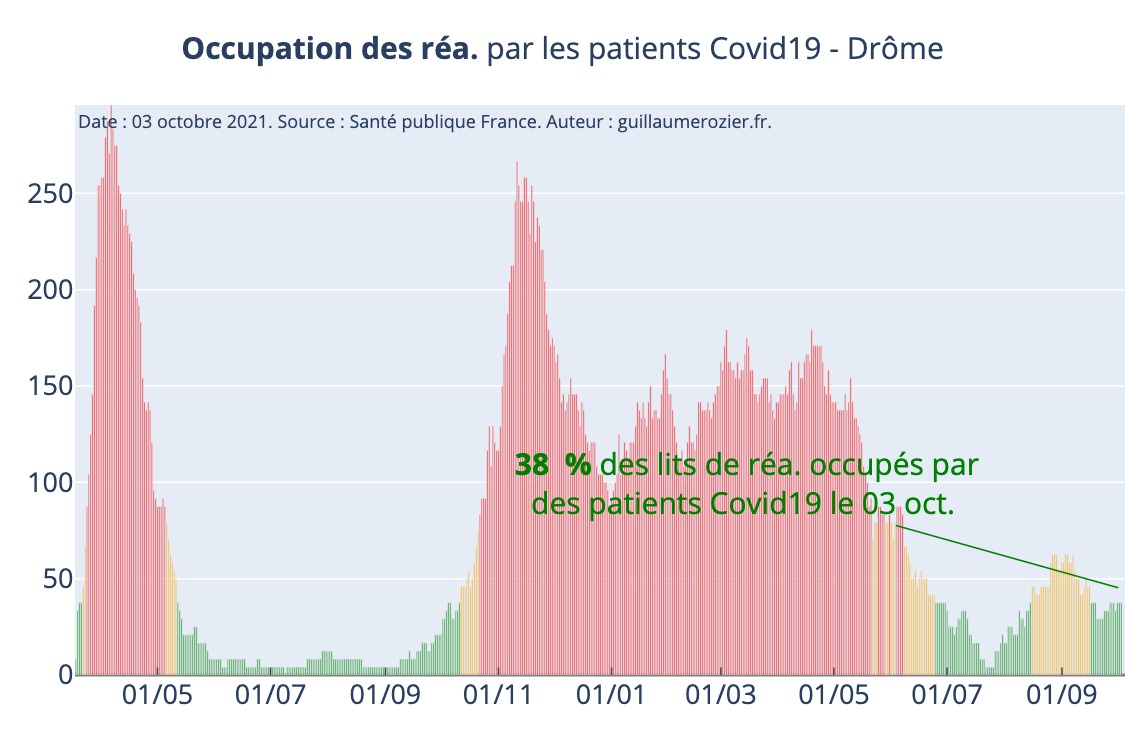 Occupation des réa. par les patients Covid19 - Drôme
Date : 03 octobre 2021. Source : Santé publique France. Auteur : guillaumerozier.fr.
250
200
150
38 % des lits de réa. occupés par
100
des patients Covid19 le 03 oct.
50
0
01/05 01/07 01/09 01/11 01/01 01/03 01/05 01/07 01/09